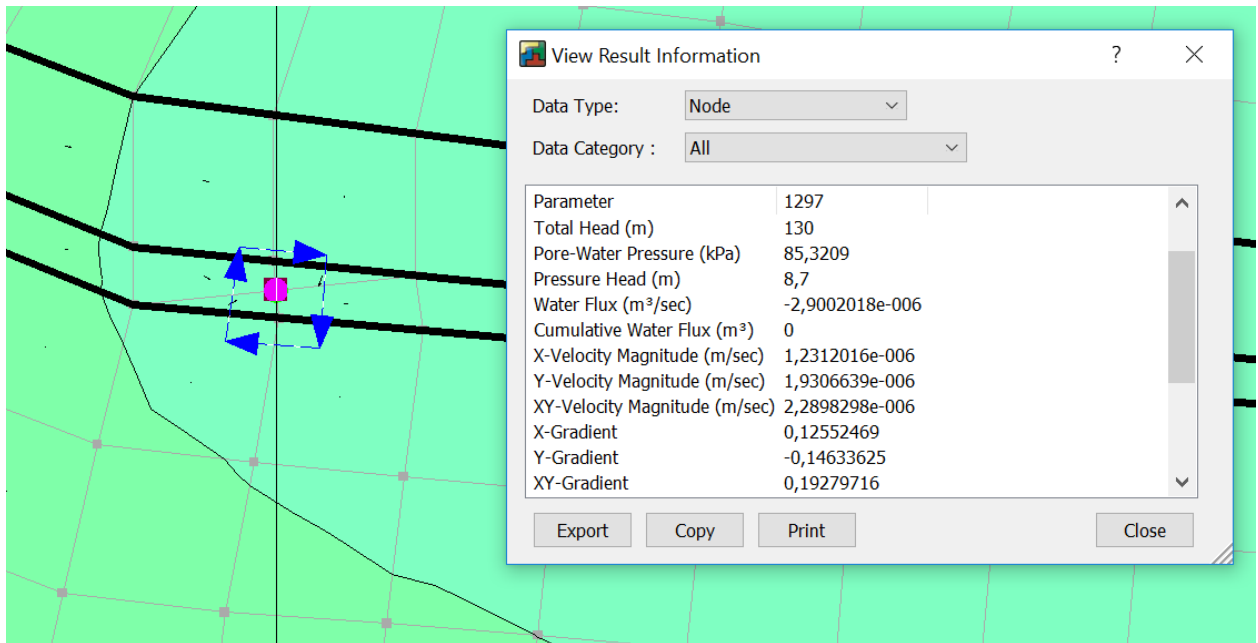 View Result Information
Data Type: Node
Data Category : All
Parameter 1297
Total Head (m) 130
Pore-Water Pressure (kPa) 85,3209
Pressure Head (m) 8,7
Water Flux (m³/sec) -2,9002018e-006
Cumulative Water Flux (m³) 0
X-Velocity Magnitude (m/sec) 1,2312016e-006
Y-Velocity Magnitude (m/sec) 1,9306639e-006
XY-Velocity Magnitude (m/sec) 2,2898298e-006
X-Gradient 0,12552469
Y-Gradient -0,14633625
XY-Gradient 0,19279716
Export Copy Print Close